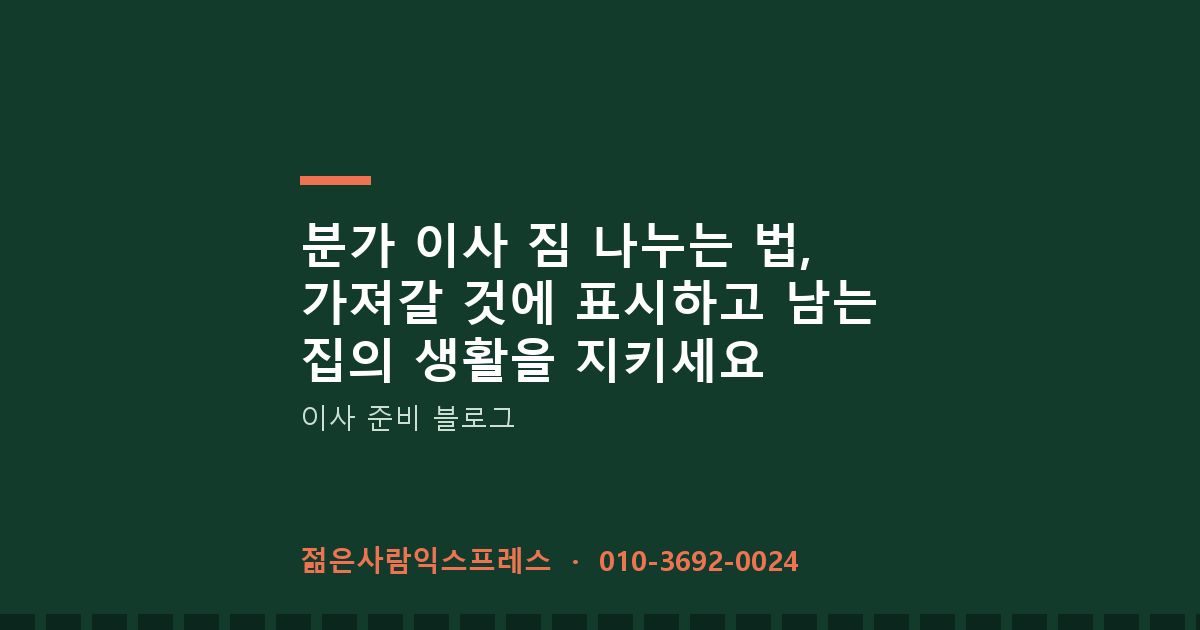 분가 이사 짐 나누는 법,
가져갈 것에 표시하고 남는
집의 생활을 지키세요
이사 준비 블로그
젊은사람익스프레스 · 010-3692-0024